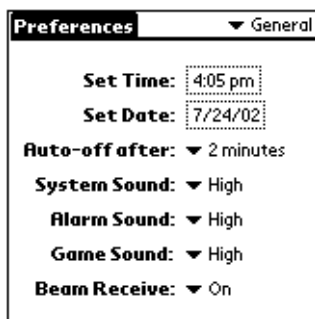 Preferences ▼ General
Set Time: 4:05 pm
Set Date: 7/24/02
Auto-off after: ▼ 2 minutes
System Sound: ▼ High
Alarm Sound: ▼ High
Game Sound: ▼ High
Beam Receive: ▼ On